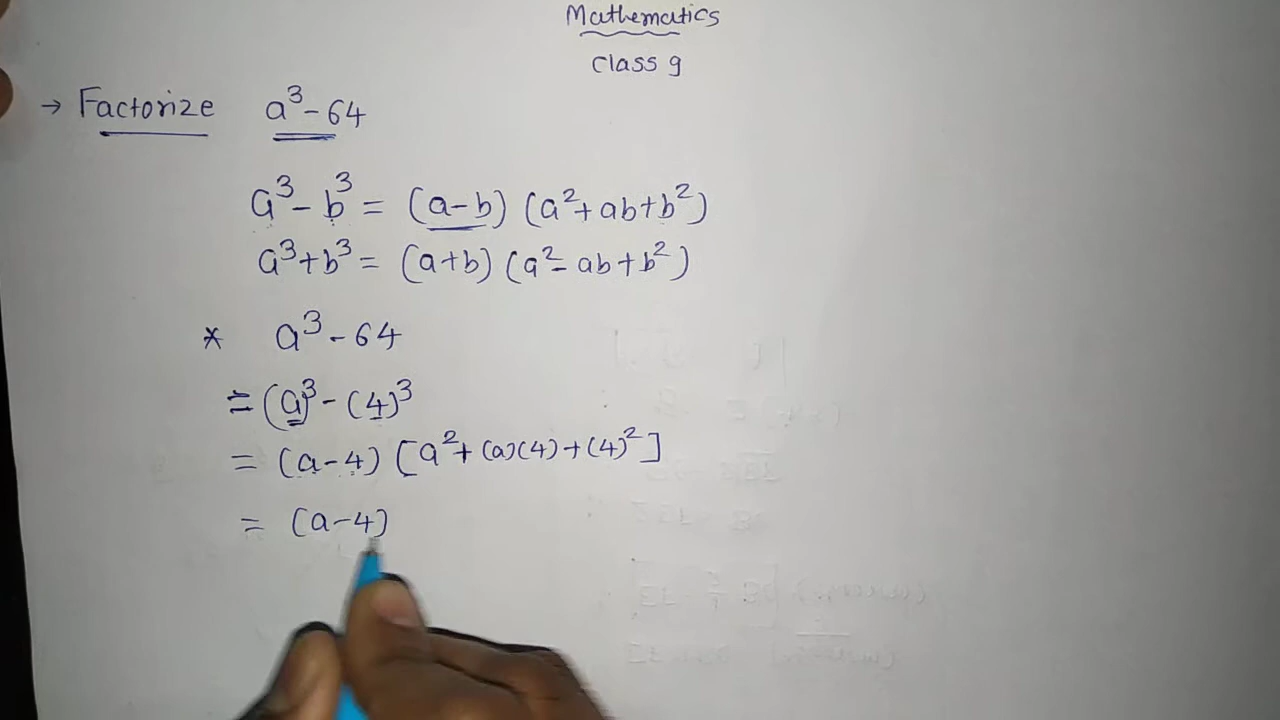 Mathematics
Class 9
→ Factorize a³ - 64
a³ - b³ = (a-b) (a² + ab + b²)
a³ + b³ = (a+b) (a² - ab + b²)
* a³ - 64
= (a)³ - (4)³
= (a-4) [a² + (a)(4) + (4)²]
= (a-4)